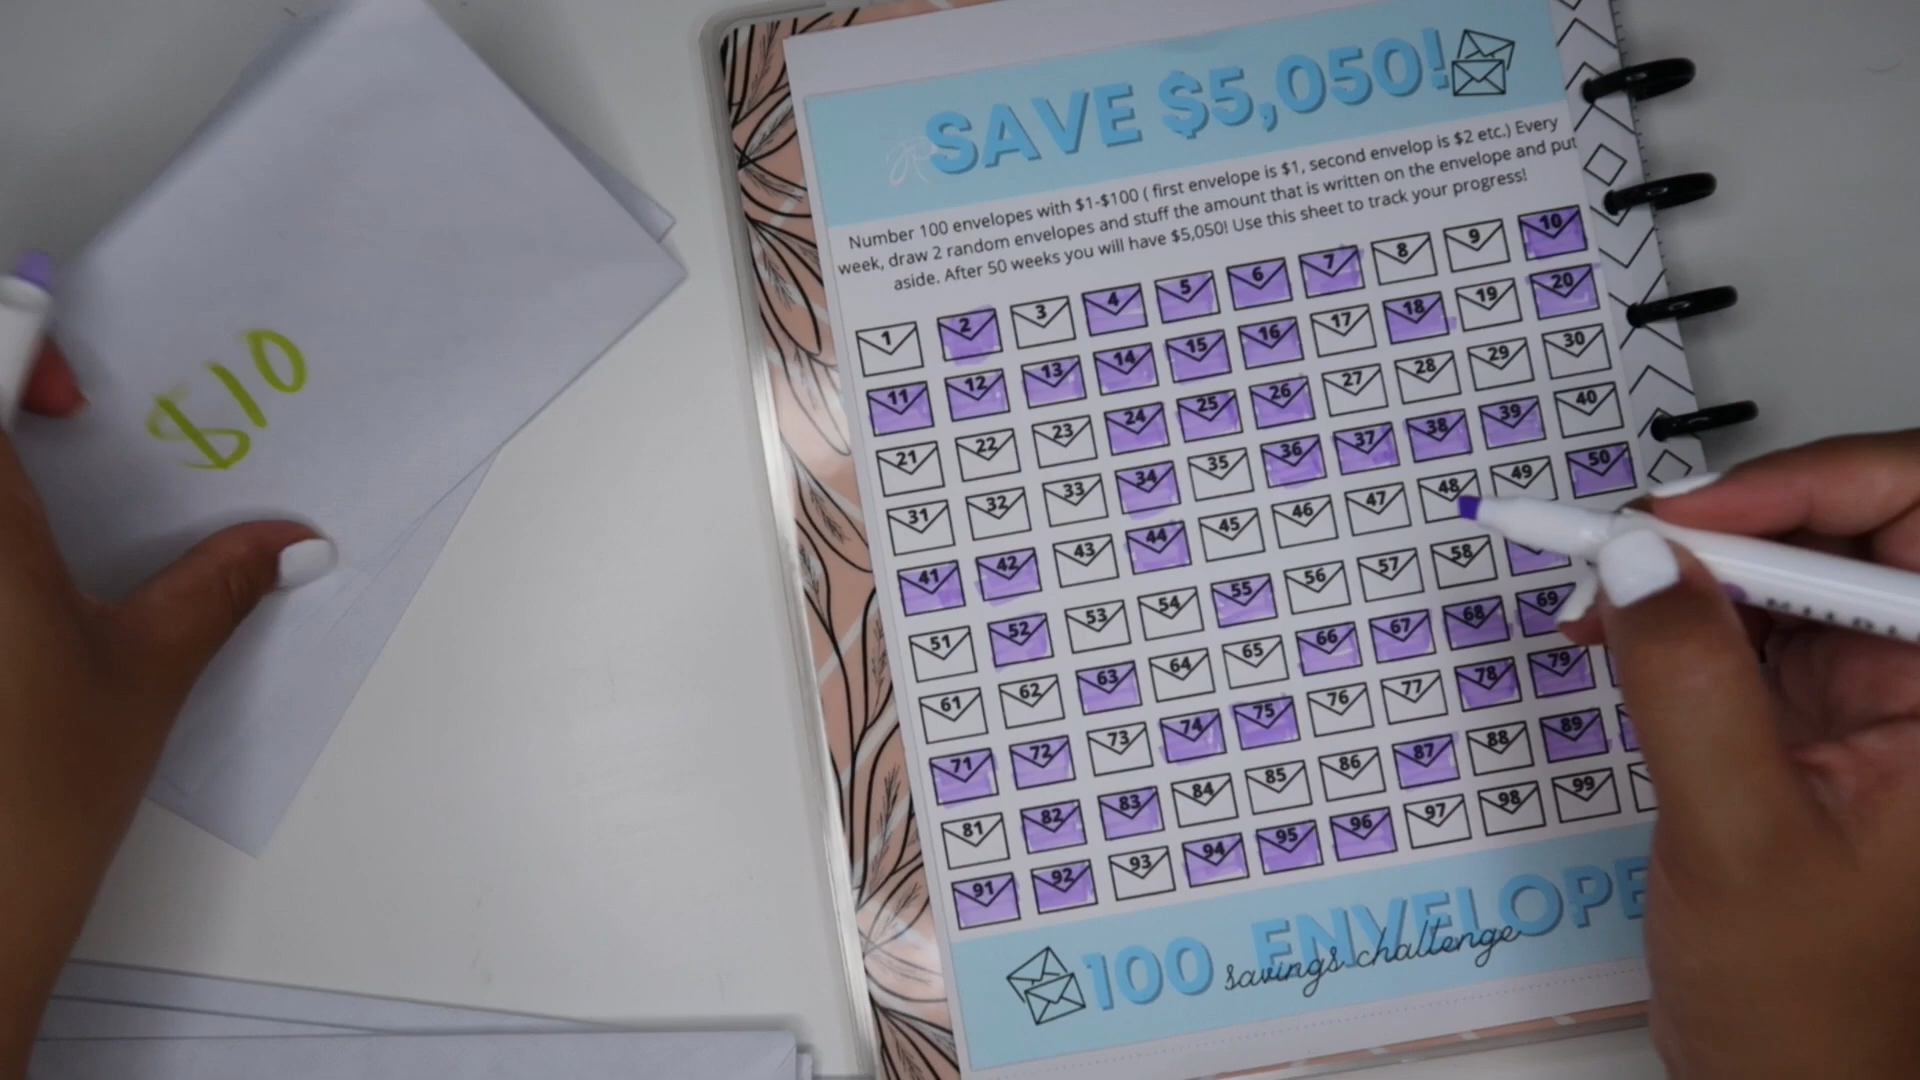 SAVE $5,050!
Number 100 envelopes with $1-$100 ( first envelope is $1, second envelop is $2 etc.) Every
week, draw 2 random envelopes and stuff the amount that is written on the envelope and put
aside. After 50 weeks you will have $5,050! Use this sheet to track your progress!
1 2 3 4 5 6 7 8 9 10
11 12 13 14 15 16 17 18 19 20
21 22 23 24 25 26 27 28 29 30
31 32 33 34 35 36 37 38 39 40
41 42 43 44 45 46 47 48 49 50
51 52 53 54 55 56 57 58
61 62 63 64 65 66 67 68 69
71 72 73 74 75 76 77 78 79
81 82 83 84 85 86 87 88 89
91 92 93 94 95 96 97 98 99
100 ENVELOPE
savings challenge
$10